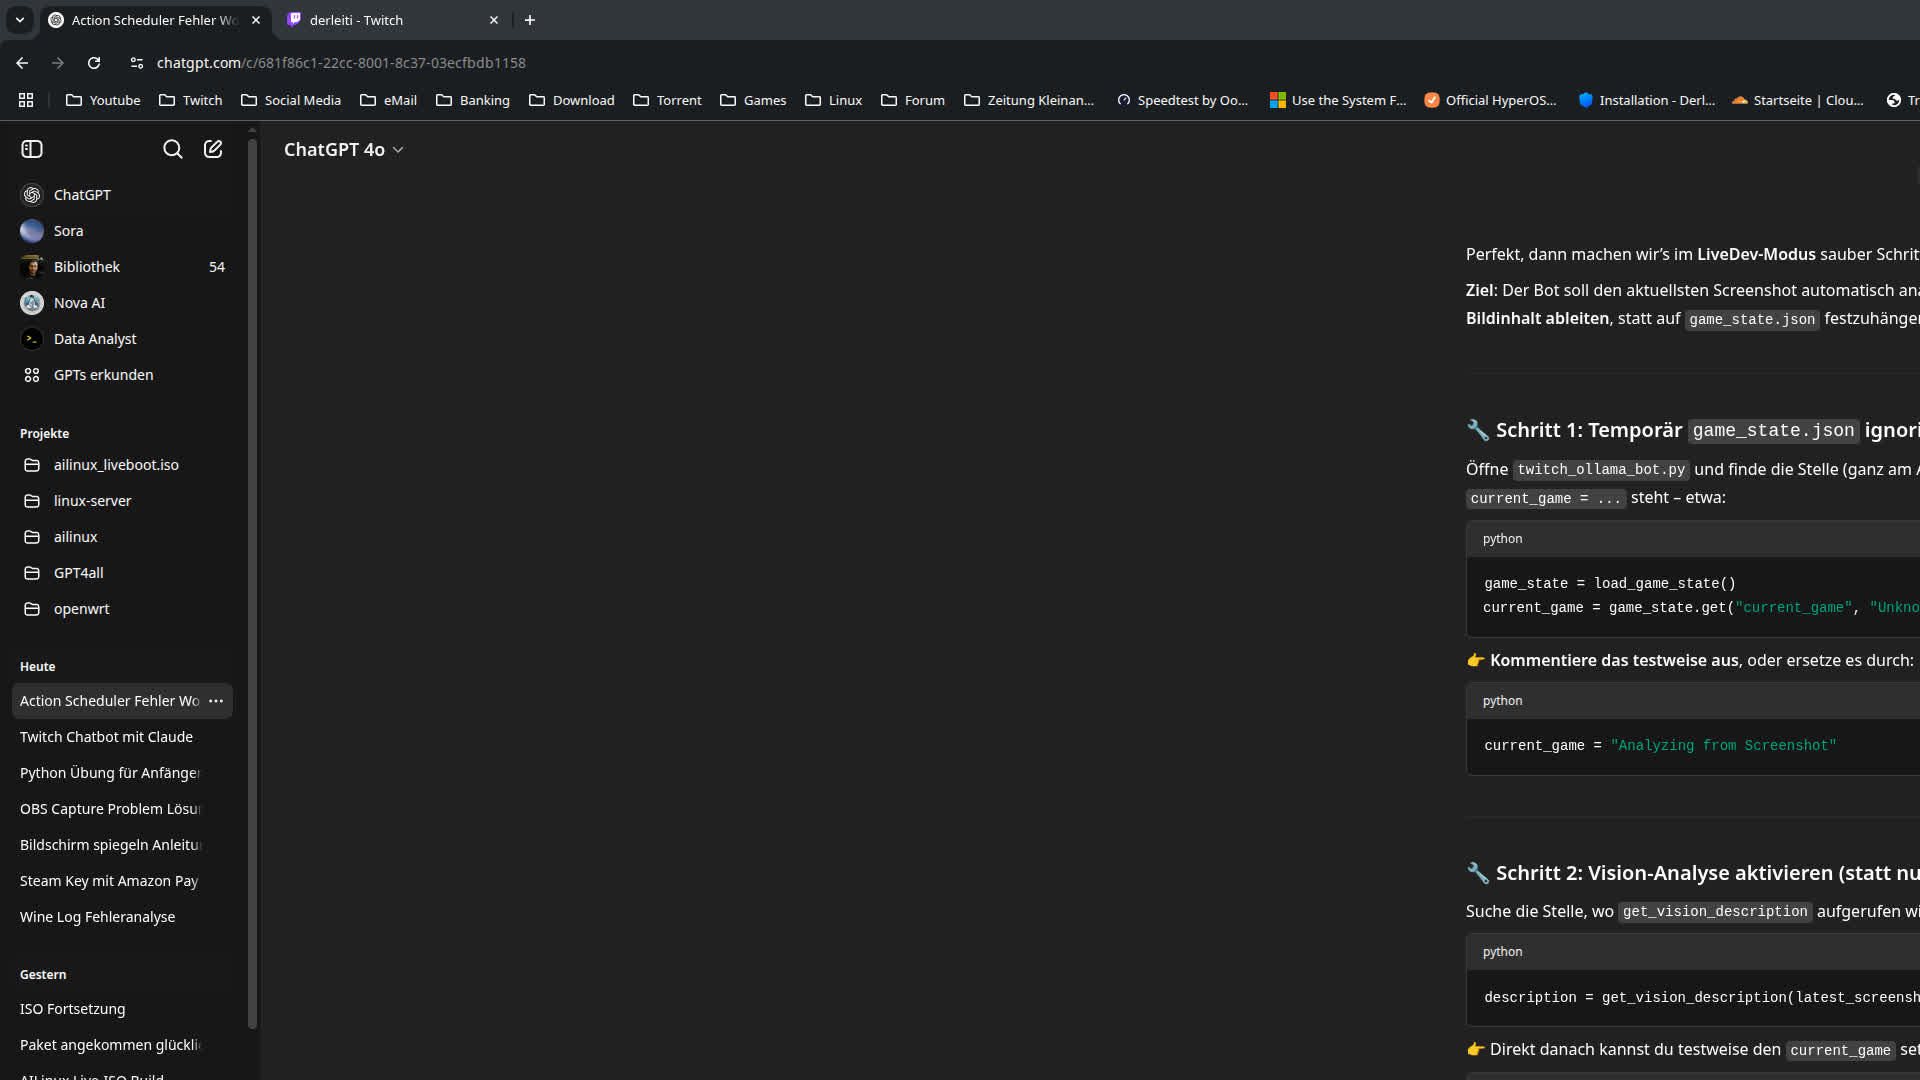 Action Scheduler Fehler Wo
derleiti - Twitch
chatgpt.com/c/681f86c1-22cc-8001-8c37-03ecfbdb1158
Youtube
Twitch
Social Media
eMail
Banking
Download
Torrent
Games
Linux
Forum
Zeitung Kleinan...
Speedtest by Oo...
Use the System F...
Official HyperOS...
Installation - Derl...
Startseite | Clou...
Tr
ChatGPT 4o
ChatGPT
Sora
Bibliothek 54
Nova AI
Data Analyst
GPTs erkunden
Projekte
ailinux_liveboot.iso
linux-server
ailinux
GPT4all
openwrt
Heute
Action Scheduler Fehler Wo
Twitch Chatbot mit Claude
Python Übung für Anfänger
OBS Capture Problem Lösu
Bildschirm spiegeln Anleitu
Steam Key mit Amazon Pay
Wine Log Fehleranalyse
Gestern
ISO Fortsetzung
Paket angekommen glückli
AILinux Live ISO Build
Perfekt, dann machen wir’s im LiveDev-Modus sauber Schrit
Ziel: Der Bot soll den aktuellsten Screenshot automatisch ana
Bildinhalt ableiten, statt auf game_state.json festzuhänge
🔧 Schritt 1: Temporär game_state.json ignori
Öffne twitch_ollama_bot.py und finde die Stelle (ganz am A
current_game = ... steht – etwa:
python
game_state = load_game_state()
current_game = game_state.get("current_game", "Unkno
👉 Kommentiere das testweise aus, oder ersetze es durch:
python
current_game = "Analyzing from Screenshot"
🔧 Schritt 2: Vision-Analyse aktivieren (statt nu
Suche die Stelle, wo get_vision_description aufgerufen wi
python
description = get_vision_description(latest_screensh
👉 Direkt danach kannst du testweise den current_game set